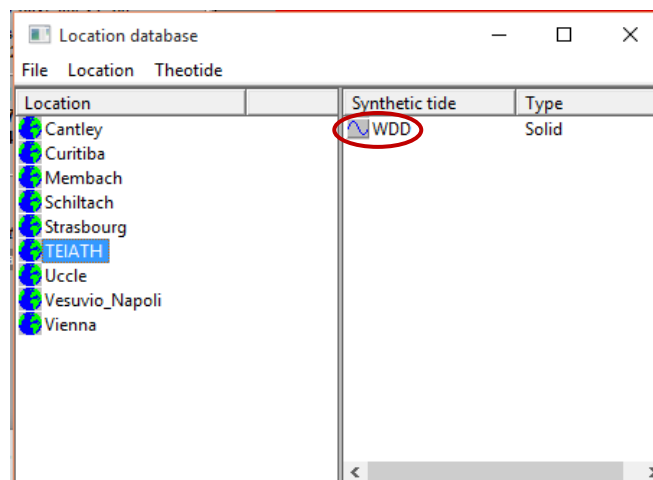 Location database
File Location Theotide
Location Synthetic tide Type
Cantley WDD Solid
Curitiba
Membach
Schiltach
Strasbourg
TEIATH
Uccle
Vesuvio_Napoli
Vienna